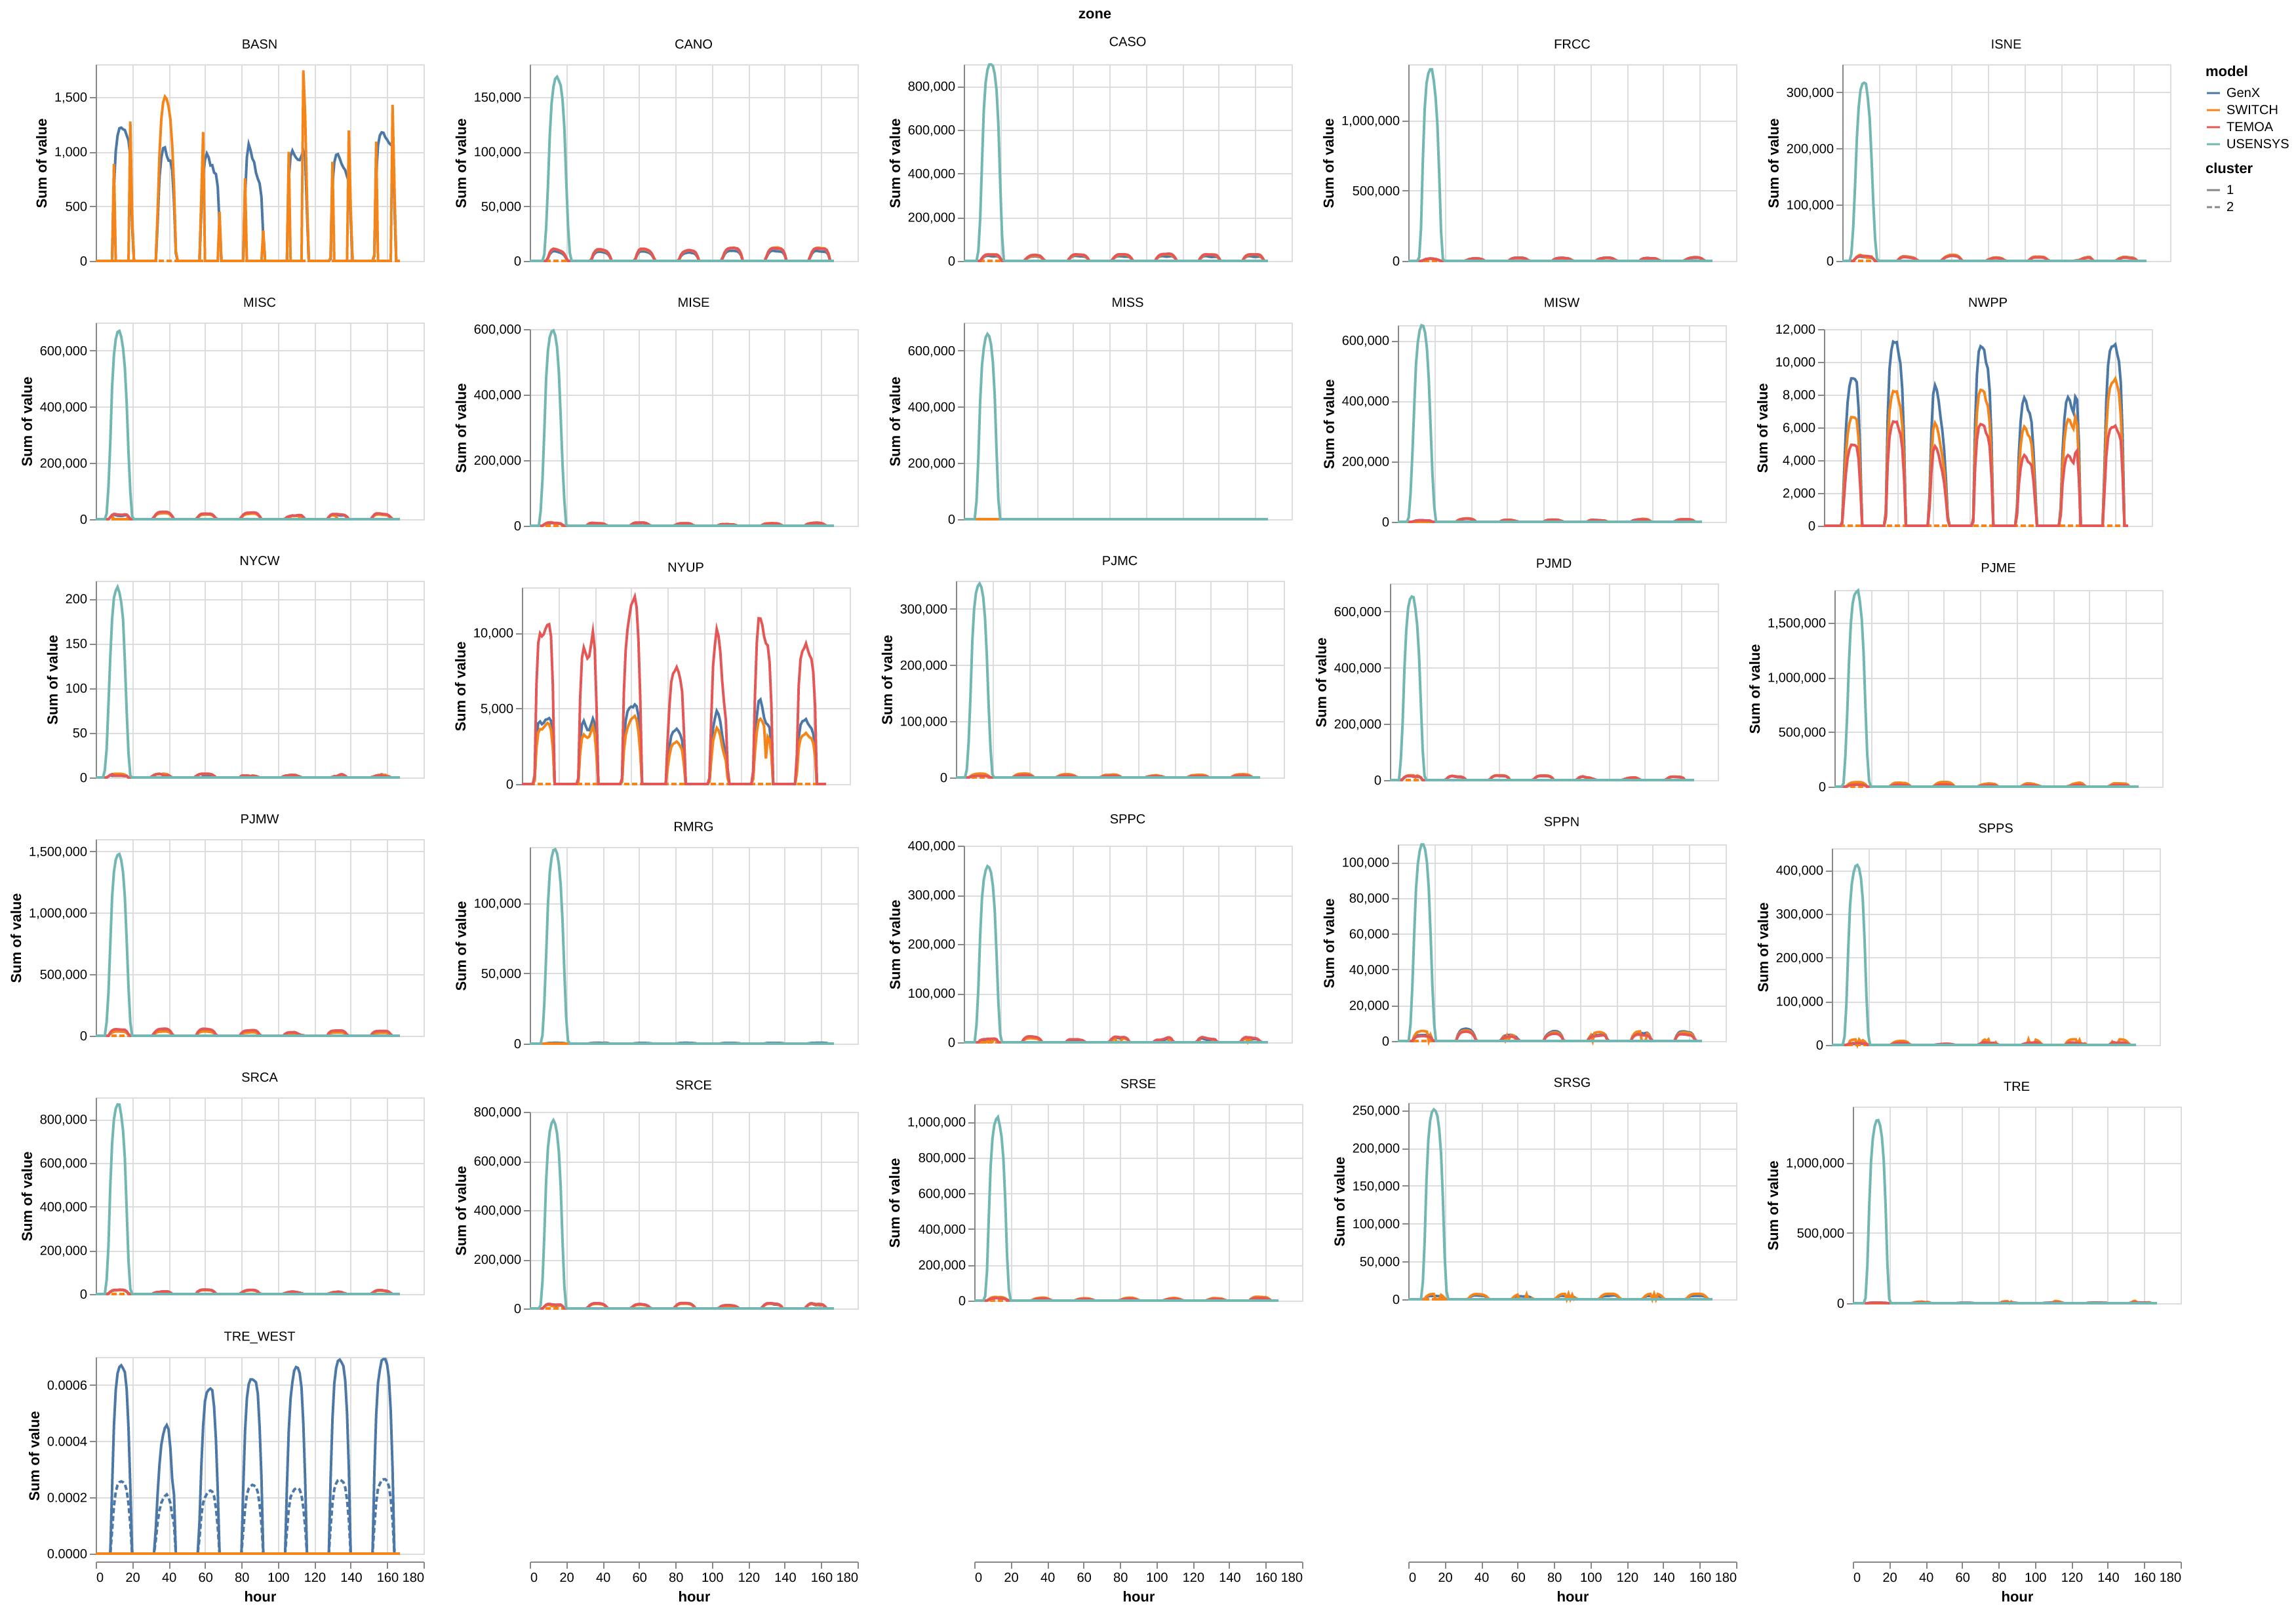 zone
BASN
CANO
CASO
FRCC
ISNE
model
GenX
SWITCH
TEMOA
USENSYS
cluster
1
2
Sum of value
1,500
1,000
500
0
Sum of value
150,000
100,000
50,000
0
Sum of value
800,000
600,000
400,000
200,000
0
Sum of value
1,000,000
500,000
0
Sum of value
300,000
200,000
100,000
0
MISC
MISE
MISS
MISW
NWPP
Sum of value
600,000
400,000
200,000
0
Sum of value
600,000
400,000
200,000
0
Sum of value
600,000
400,000
200,000
0
Sum of value
600,000
400,000
200,000
0
Sum of value
12,000
10,000
8,000
6,000
4,000
2,000
0
NYCW
NYUP
PJMC
PJMD
PJME
Sum of value
200
150
100
50
0
Sum of value
10,000
5,000
0
Sum of value
300,000
200,000
100,000
0
Sum of value
600,000
400,000
200,000
0
Sum of value
1,500,000
1,000,000
500,000
0
PJMW
RMRG
SPPC
SPPN
SPPS
Sum of value
1,500,000
1,000,000
500,000
0
Sum of value
100,000
50,000
0
Sum of value
400,000
300,000
200,000
100,000
0
Sum of value
100,000
80,000
60,000
40,000
20,000
0
Sum of value
400,000
300,000
200,000
100,000
0
SRCA
SRCE
SRSE
SRSG
TRE
Sum of value
800,000
600,000
400,000
200,000
0
Sum of value
800,000
600,000
400,000
200,000
0
Sum of value
1,000,000
800,000
600,000
400,000
200,000
0
Sum of value
250,000
200,000
150,000
100,000
50,000
0
Sum of value
1,000,000
500,000
0
TRE_WEST
Sum of value
0.0006
0.0004
0.0002
0.0000
0 20 40 60 80 100 120 140 160 180
hour
0 20 40 60 80 100 120 140 160 180
hour
0 20 40 60 80 100 120 140 160 180
hour
0 20 40 60 80 100 120 140 160 180
hour
0 20 40 60 80 100 120 140 160 180
hour